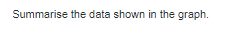 Summarise the data shown in the graph.